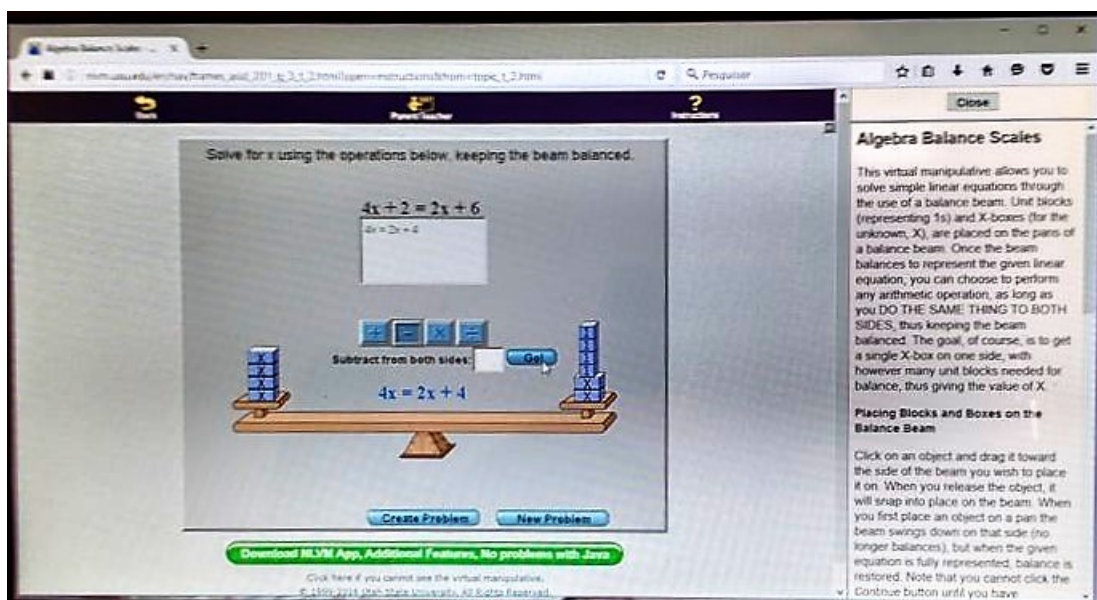 Algebra Balance Scales - ...
Pesquisar
Back
Parent/Teacher
Instructions
Solve for x using the operations below, keeping the beam balanced.
4x + 2 = 2x + 6
4x = 2x + 4
+ - × ÷
Subtract from both sides: Go!
4x = 2x + 4
X
X
X
X
1
1
1
1
X
X
Create Problem New Problem
Download NLVM App, Additional Features, No problems with Java
Click here if you cannot see the virtual manipulative.
© 1999-2016 Utah State University. All Rights Reserved.
Close
Algebra Balance Scales
This virtual manipulative allows you to
solve simple linear equations through
the use of a balance beam. Unit blocks
(representing 1s) and X-boxes (for the
unknown, X), are placed on the pans of
a balance beam. Once the beam
balances to represent the given linear
equation, you can choose to perform
any arithmetic operation, as long as
you DO THE SAME THING TO BOTH
SIDES, thus keeping the beam
balanced. The goal, of course, is to get
a single X-box on one side, with
however many unit blocks needed for
balance, thus giving the value of X.
Placing Blocks and Boxes on the
Balance Beam
Click on an object and drag it toward
the side of the beam you wish to place
it on. When you release the object, it
will snap into place on the beam. When
you first place an object on a pan the
beam swings down on that side (no
longer balances), but when the given
equation is fully represented, balance is
restored. Note that you cannot click the
Continue button until you have